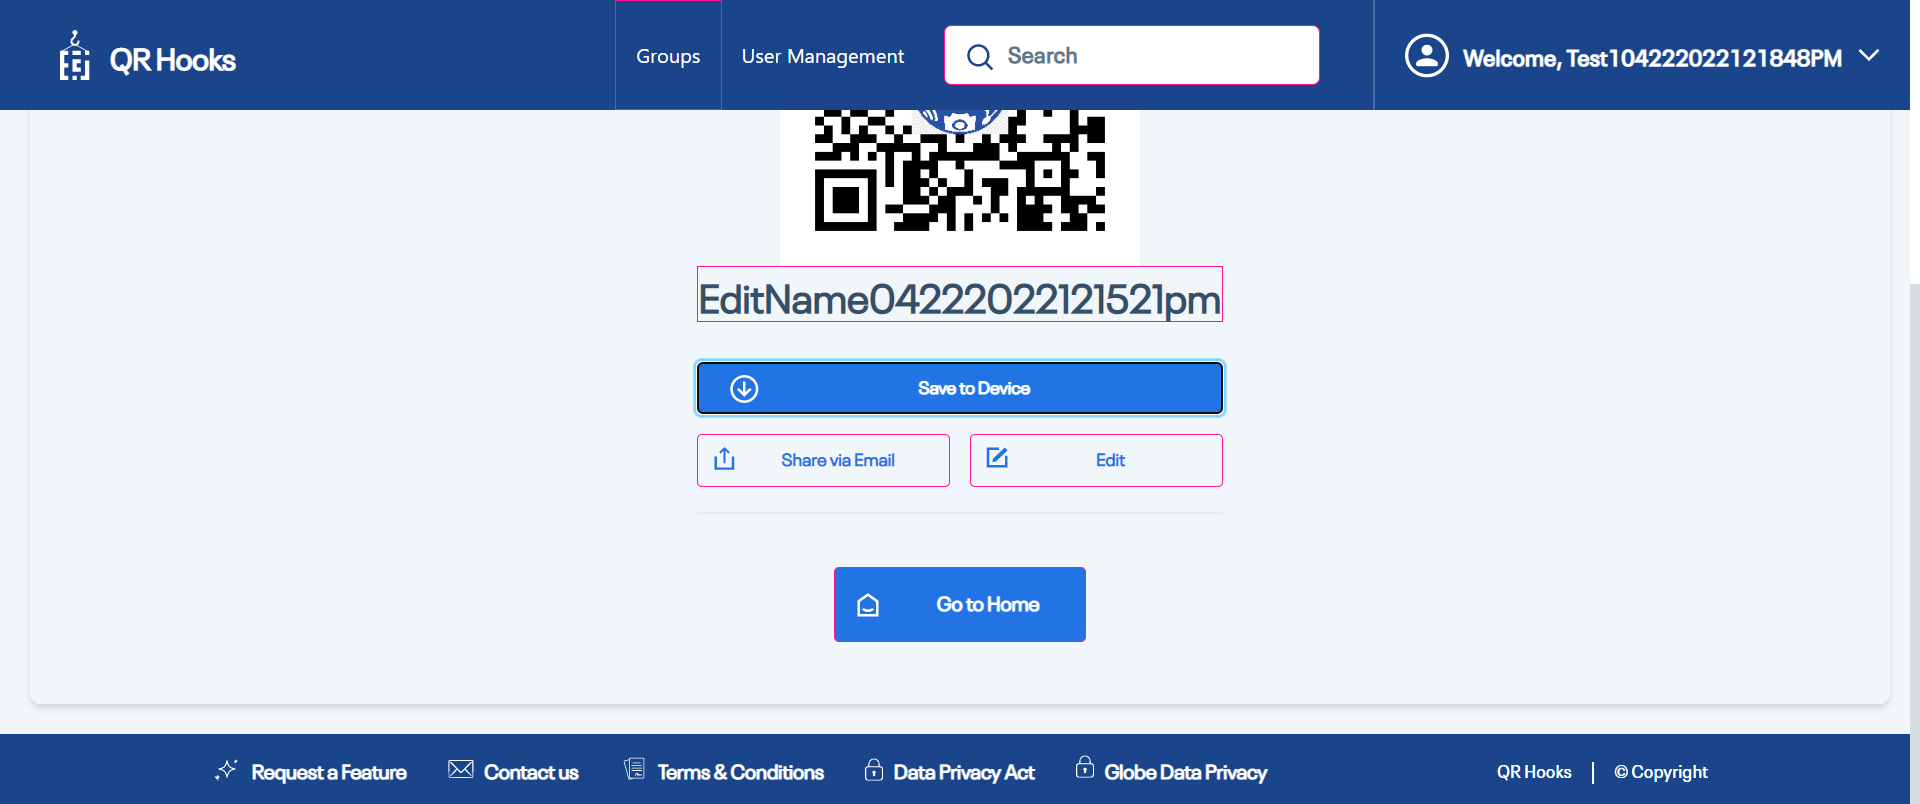 QR Hooks
Groups
User Management
Search
Welcome, Test104222022121848PM
EditName04222022121521pm
Save to Device
Share via Email
Edit
Go to Home
Request a Feature
Contact us
Terms & Conditions
Data Privacy Act
Globe Data Privacy
QR Hooks
© Copyright